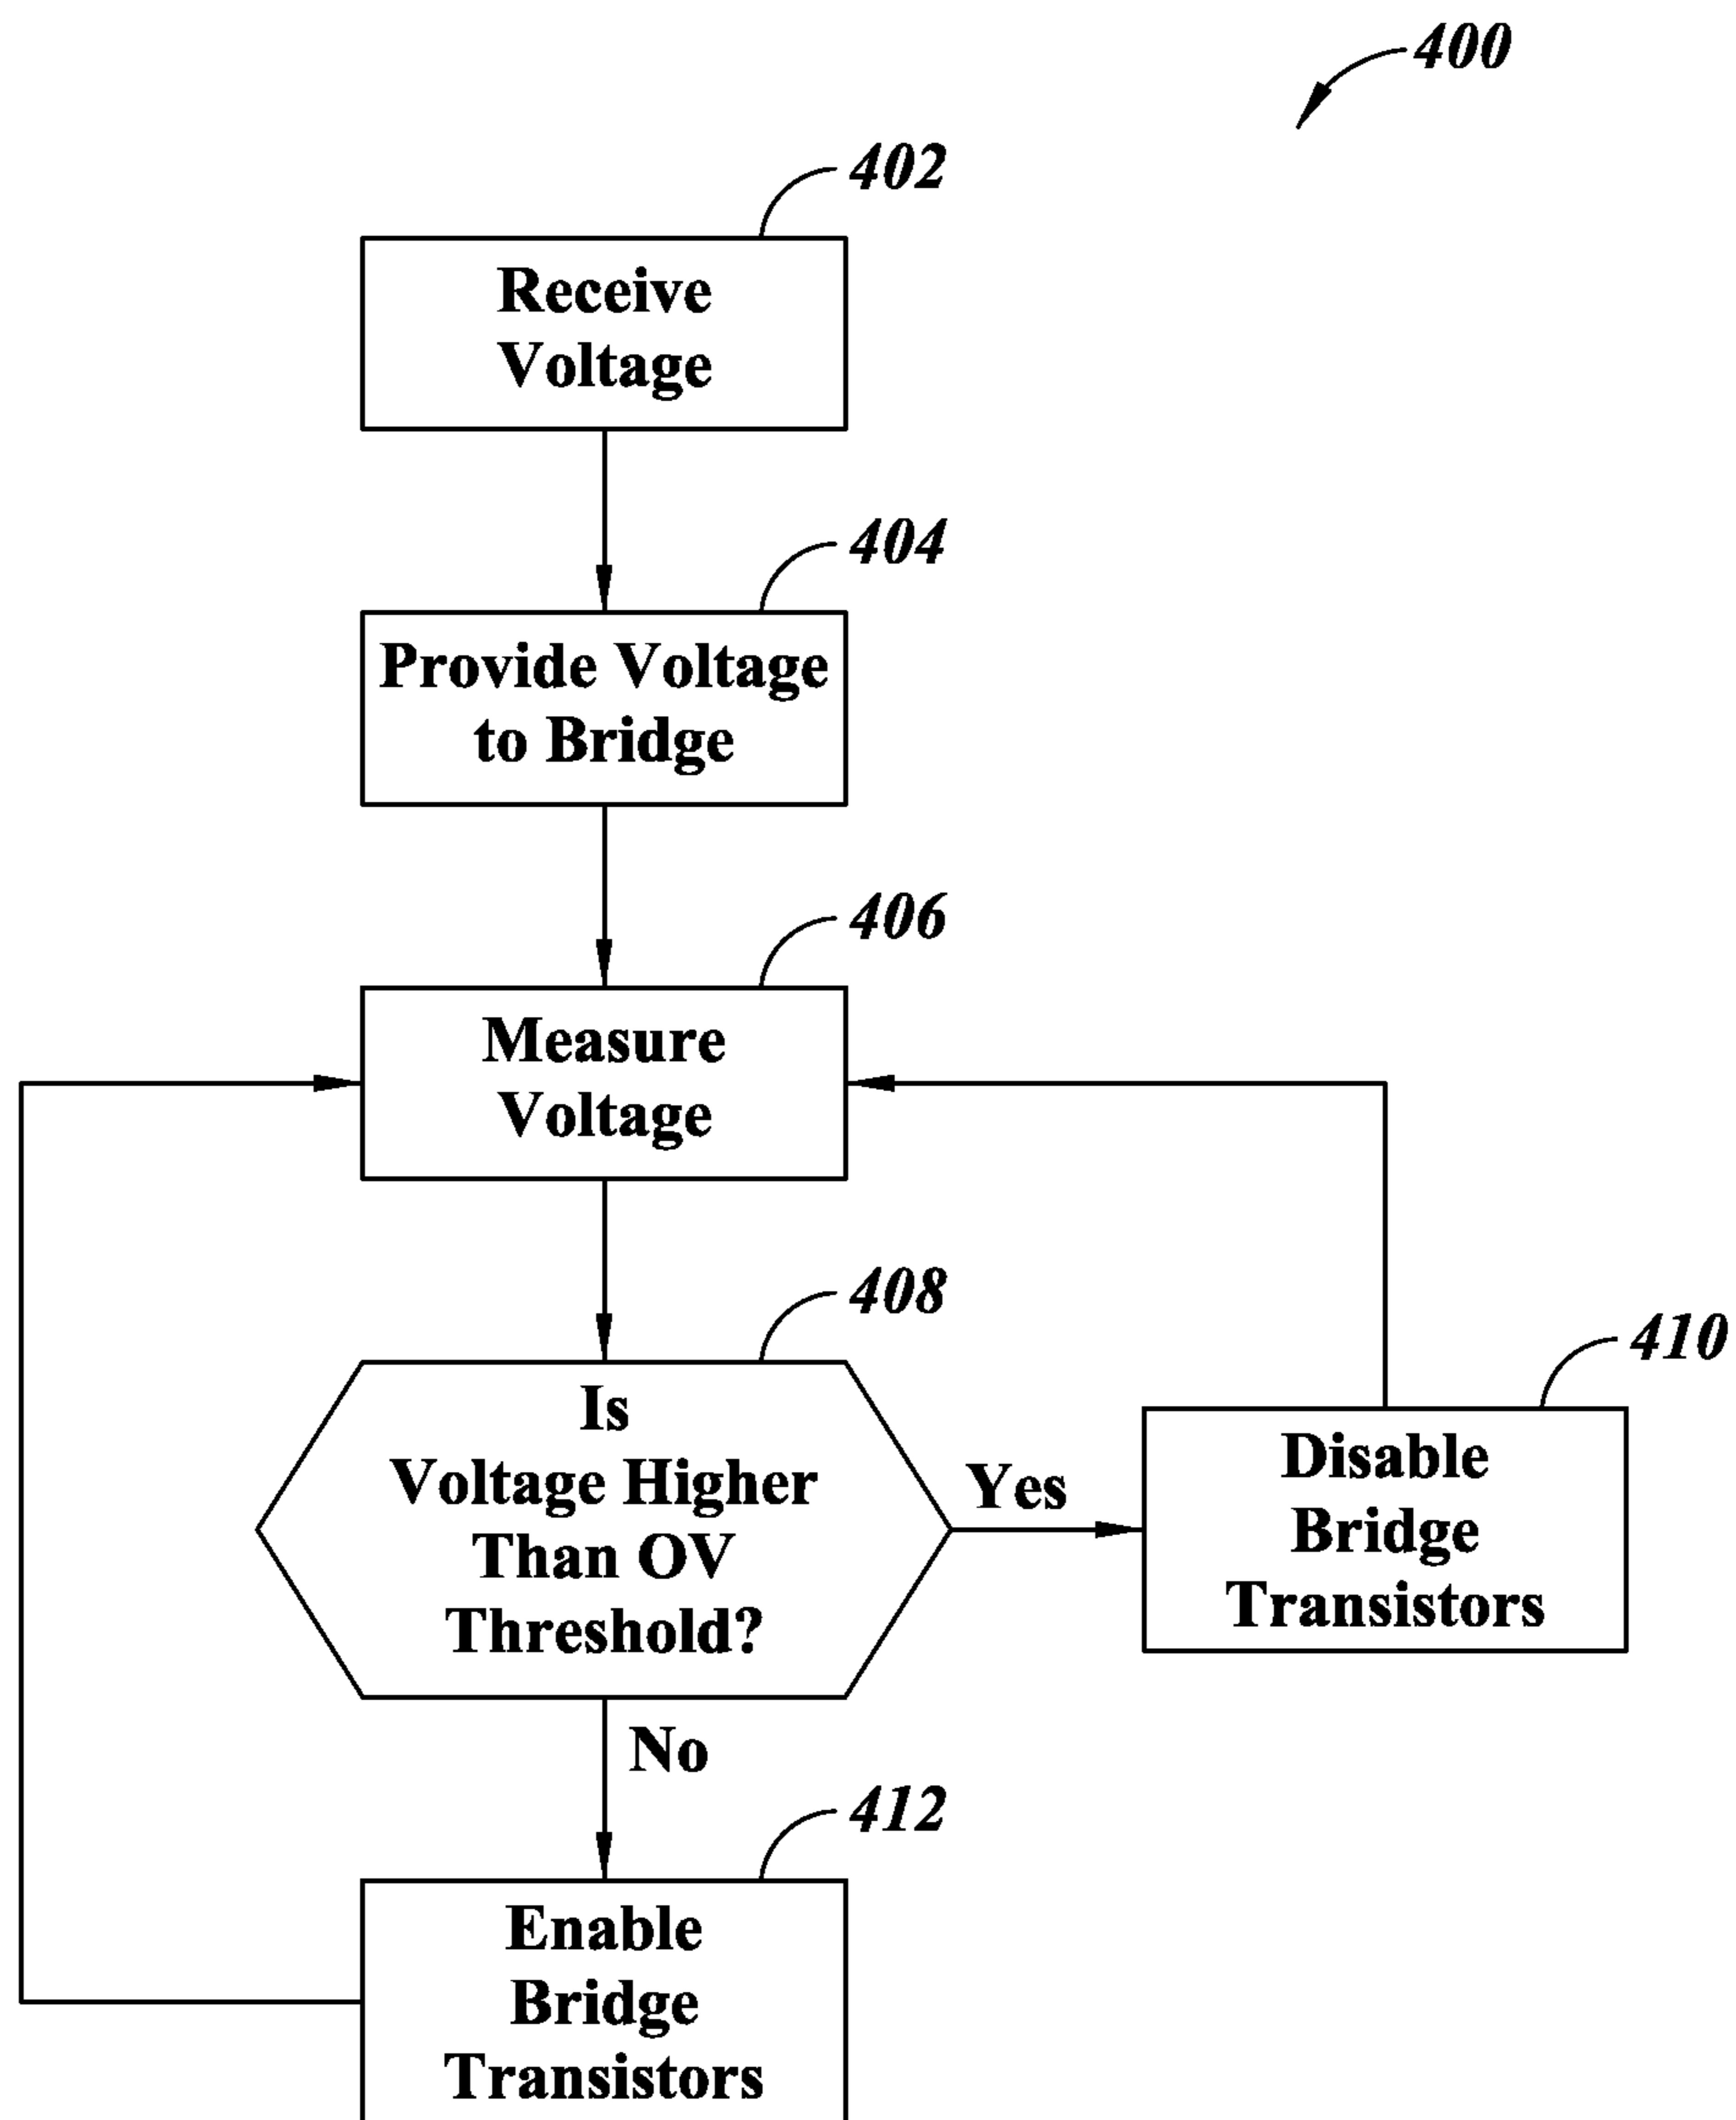 400
402
Receive
Voltage
404
Provide Voltage
to Bridge
406
Measure
Voltage
408
Is
Voltage Higher
Than OV
Threshold?
Yes
410
Disable
Bridge
Transistors
No
412
Enable
Bridge
Transistors